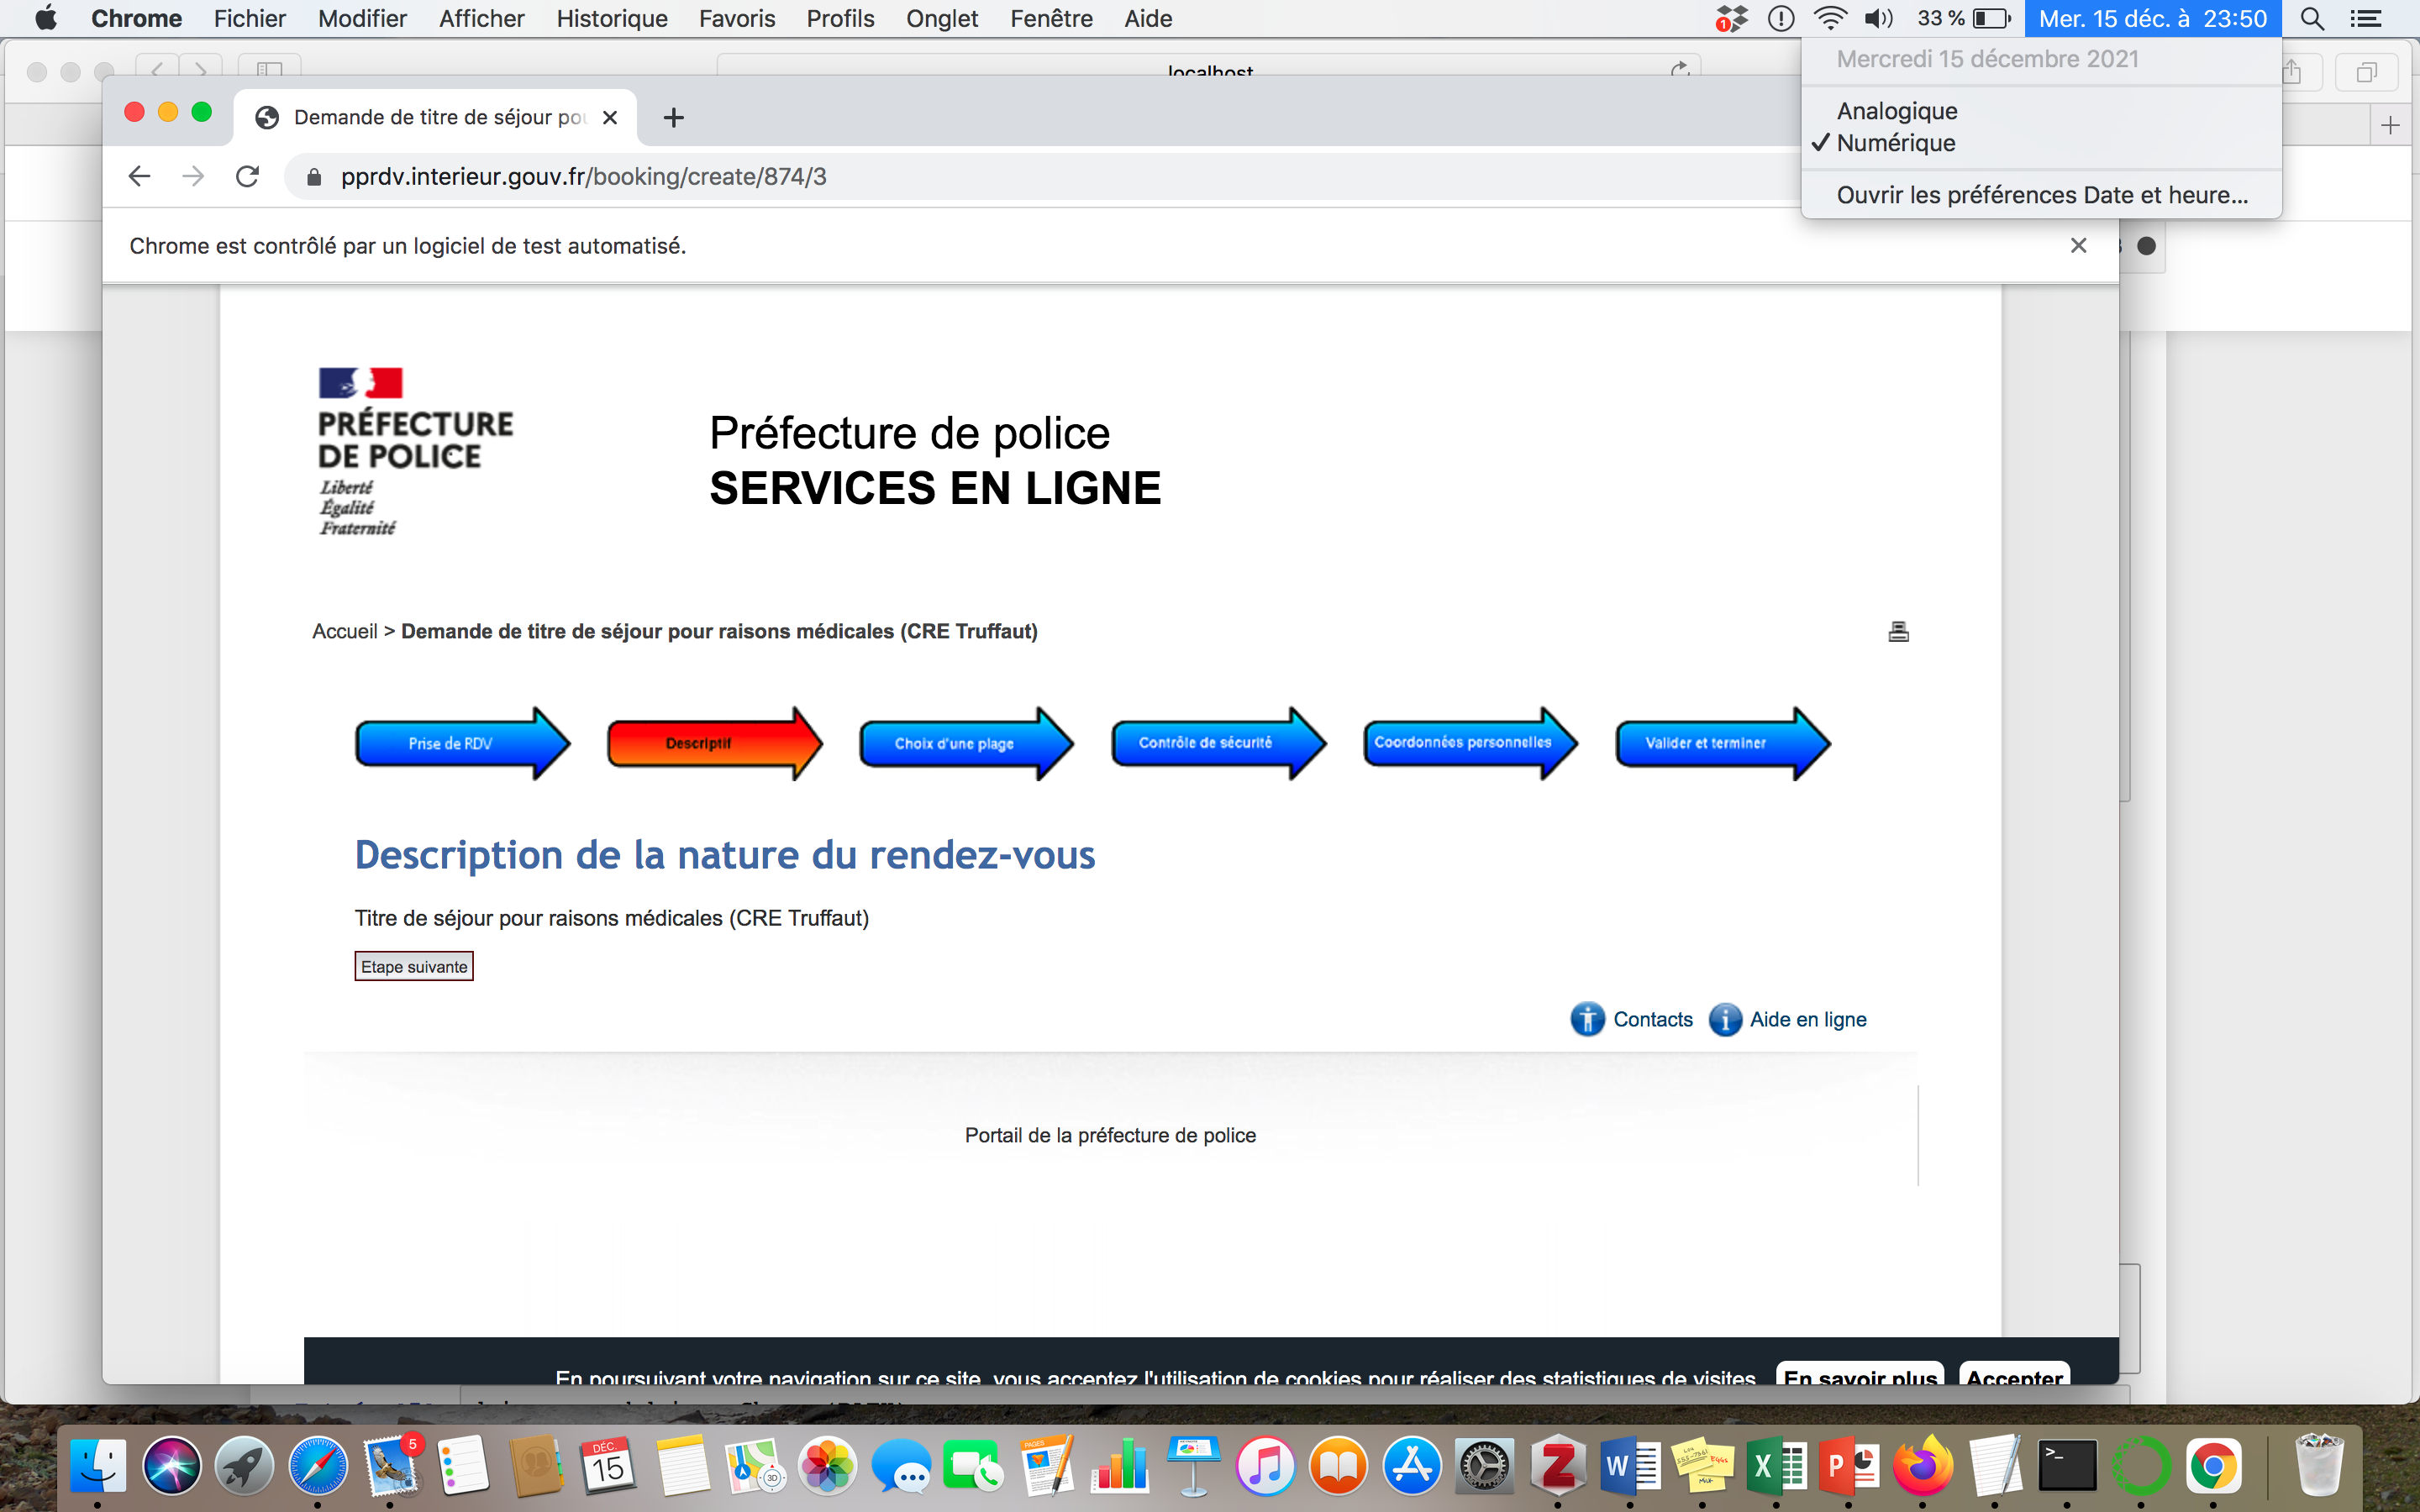 Chrome Fichier Modifier Afficher Historique Favoris Profils Onglet Fenêtre Aide 1 33 % Mer. 15 déc. à 23:50
Mercredi 15 décembre 2021
Analogique
✓ Numérique
Ouvrir les préférences Date et heure...
localhost
Demande de titre de séjour pou
pprdv.interieur.gouv.fr/booking/create/874/3
Chrome est contrôlé par un logiciel de test automatisé.
PRÉFECTURE
DE POLICE
Liberté
Égalité
Fraternité
Préfecture de police
SERVICES EN LIGNE
Accueil > Demande de titre de séjour pour raisons médicales (CRE Truffaut)
Prise de RDV Descriptif Choix d'une plage Contrôle de sécurité Coordonnées personnelles Valider et terminer
Description de la nature du rendez-vous
Titre de séjour pour raisons médicales (CRE Truffaut)
Etape suivante
Contacts Aide en ligne
Portail de la préfecture de police
En poursuivant votre navigation sur ce site, vous acceptez l'utilisation de cookies pour réaliser des statistiques de visites En savoir plus Accepter
5
DÉC.
15
3D
PAGES